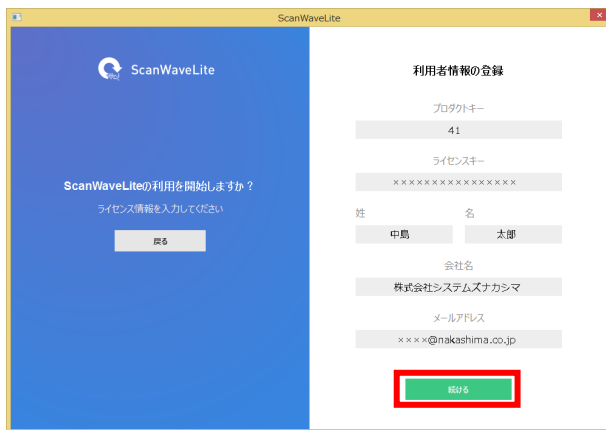 ScanWaveLite
ScanWaveLite
ScanWaveLiteの利用を開始しますか？
ライセンス情報を入力してください
戻る
利用者情報の登録
プロダクトキー
41
ライセンスキー
××××××××××××××××
姓 名
中島 太郎
会社名
株式会社システムズナカシマ
メールアドレス
××××@nakashima.co.jp
続ける